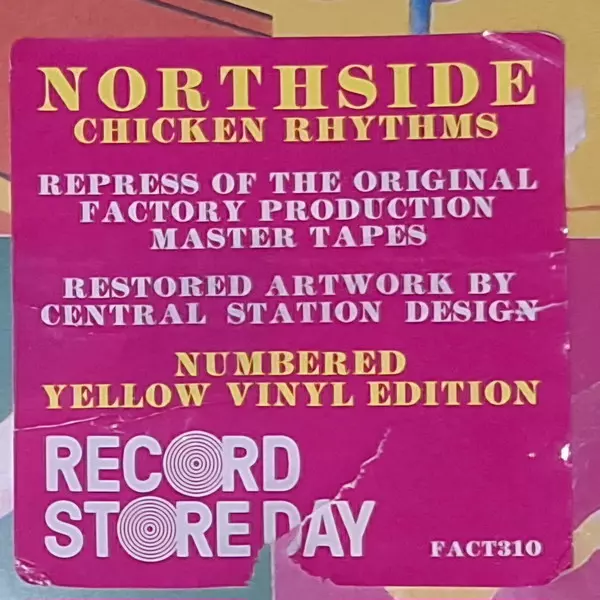 NORTHSIDE
CHICKEN RHYTHMS
REPRESS OF THE ORIGINAL
FACTORY PRODUCTION
MASTER TAPES
RESTORED ARTWORK BY
CENTRAL STATION DESIGN
NUMBERED
YELLOW VINYL EDITION
RECORD
STORE DAY
FACT310